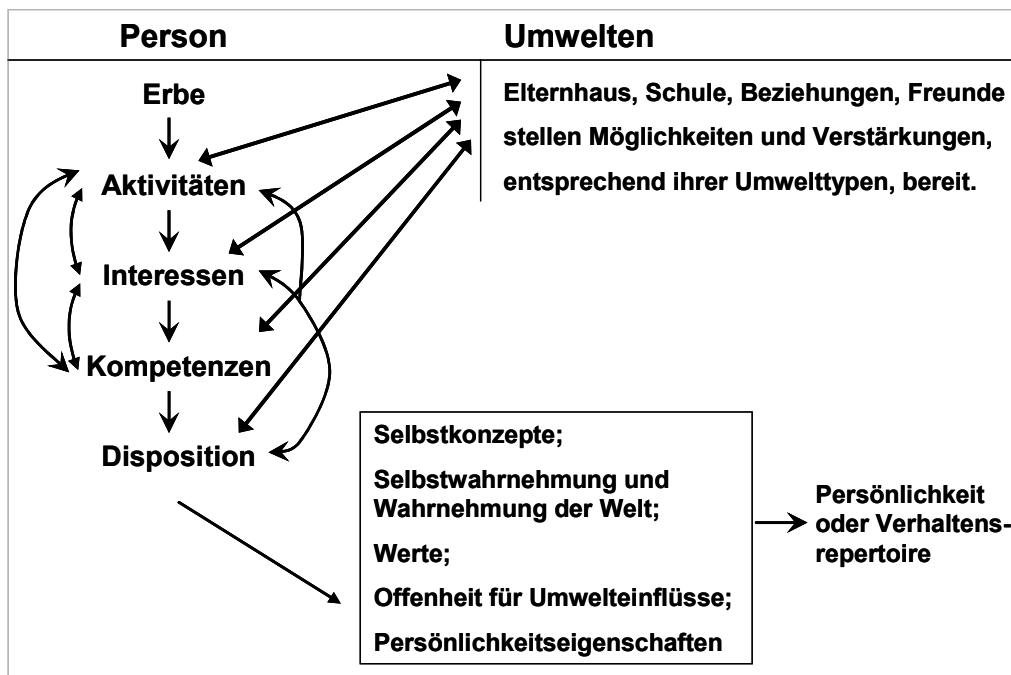 Person
Umwelten
Erbe
Aktivitäten
Interessen
Kompetenzen
Disposition
Elternhaus, Schule, Beziehungen, Freunde
stellen Möglichkeiten und Verstärkungen,
entsprechend ihrer Umwelttypen, bereit.
Selbstkonzepte;
Selbstwahrnehmung und
Wahrnehmung der Welt;
Werte;
Offenheit für Umwelteinflüsse;
Persönlichkeitseigenschaften
Persönlichkeit
oder Verhaltens-
repertoire